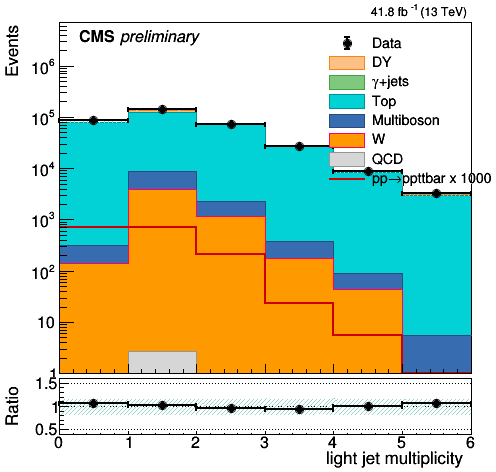 41.8 fb⁻¹ (13 TeV)
CMS preliminary
Events
Data
DY
γ+jets
Top
Multiboson
W
QCD
pp→ppttbar x 1000
10⁶
10⁵
10⁴
10³
10²
10
1
Ratio
1.5
1
0.5
0 1 2 3 4 5 6
light jet multiplicity